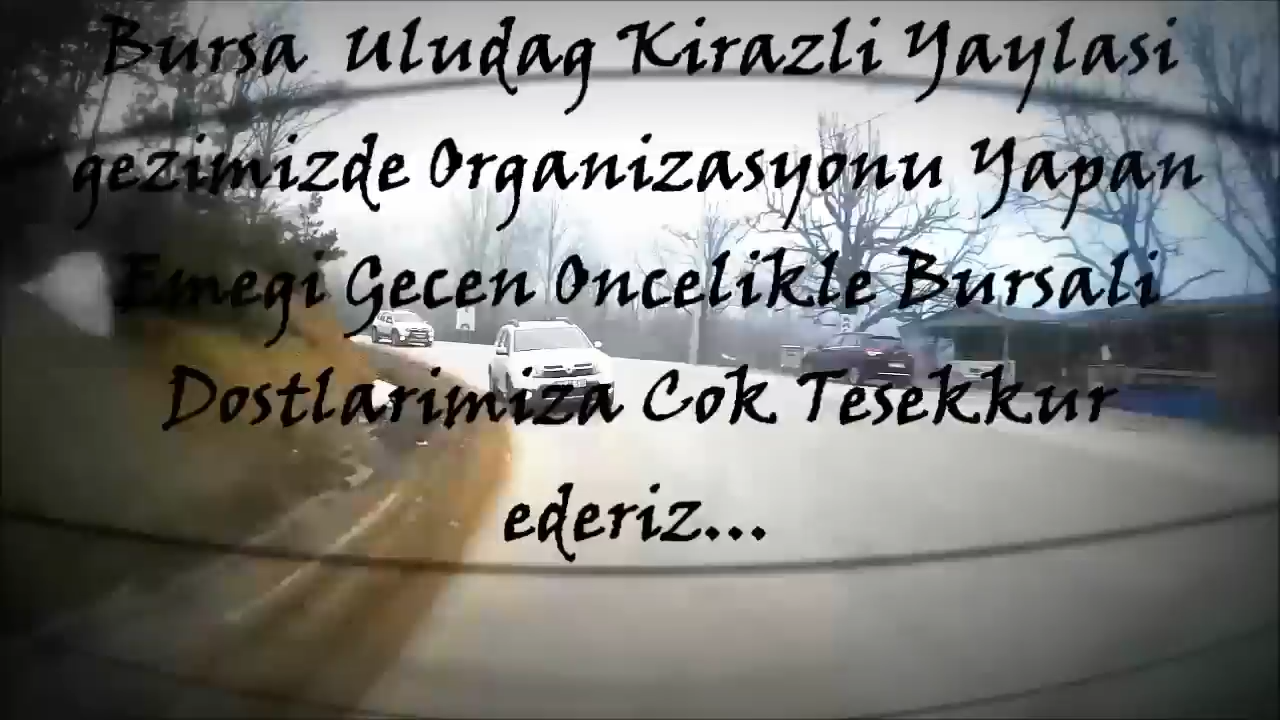 Bursa Uludag Kirazli Yaylasi
gezimizde Organizasyonu Yapan
Emegi Gecen Oncelikle Bursali
Dostlarimiza Cok Tesekkur
ederiz...